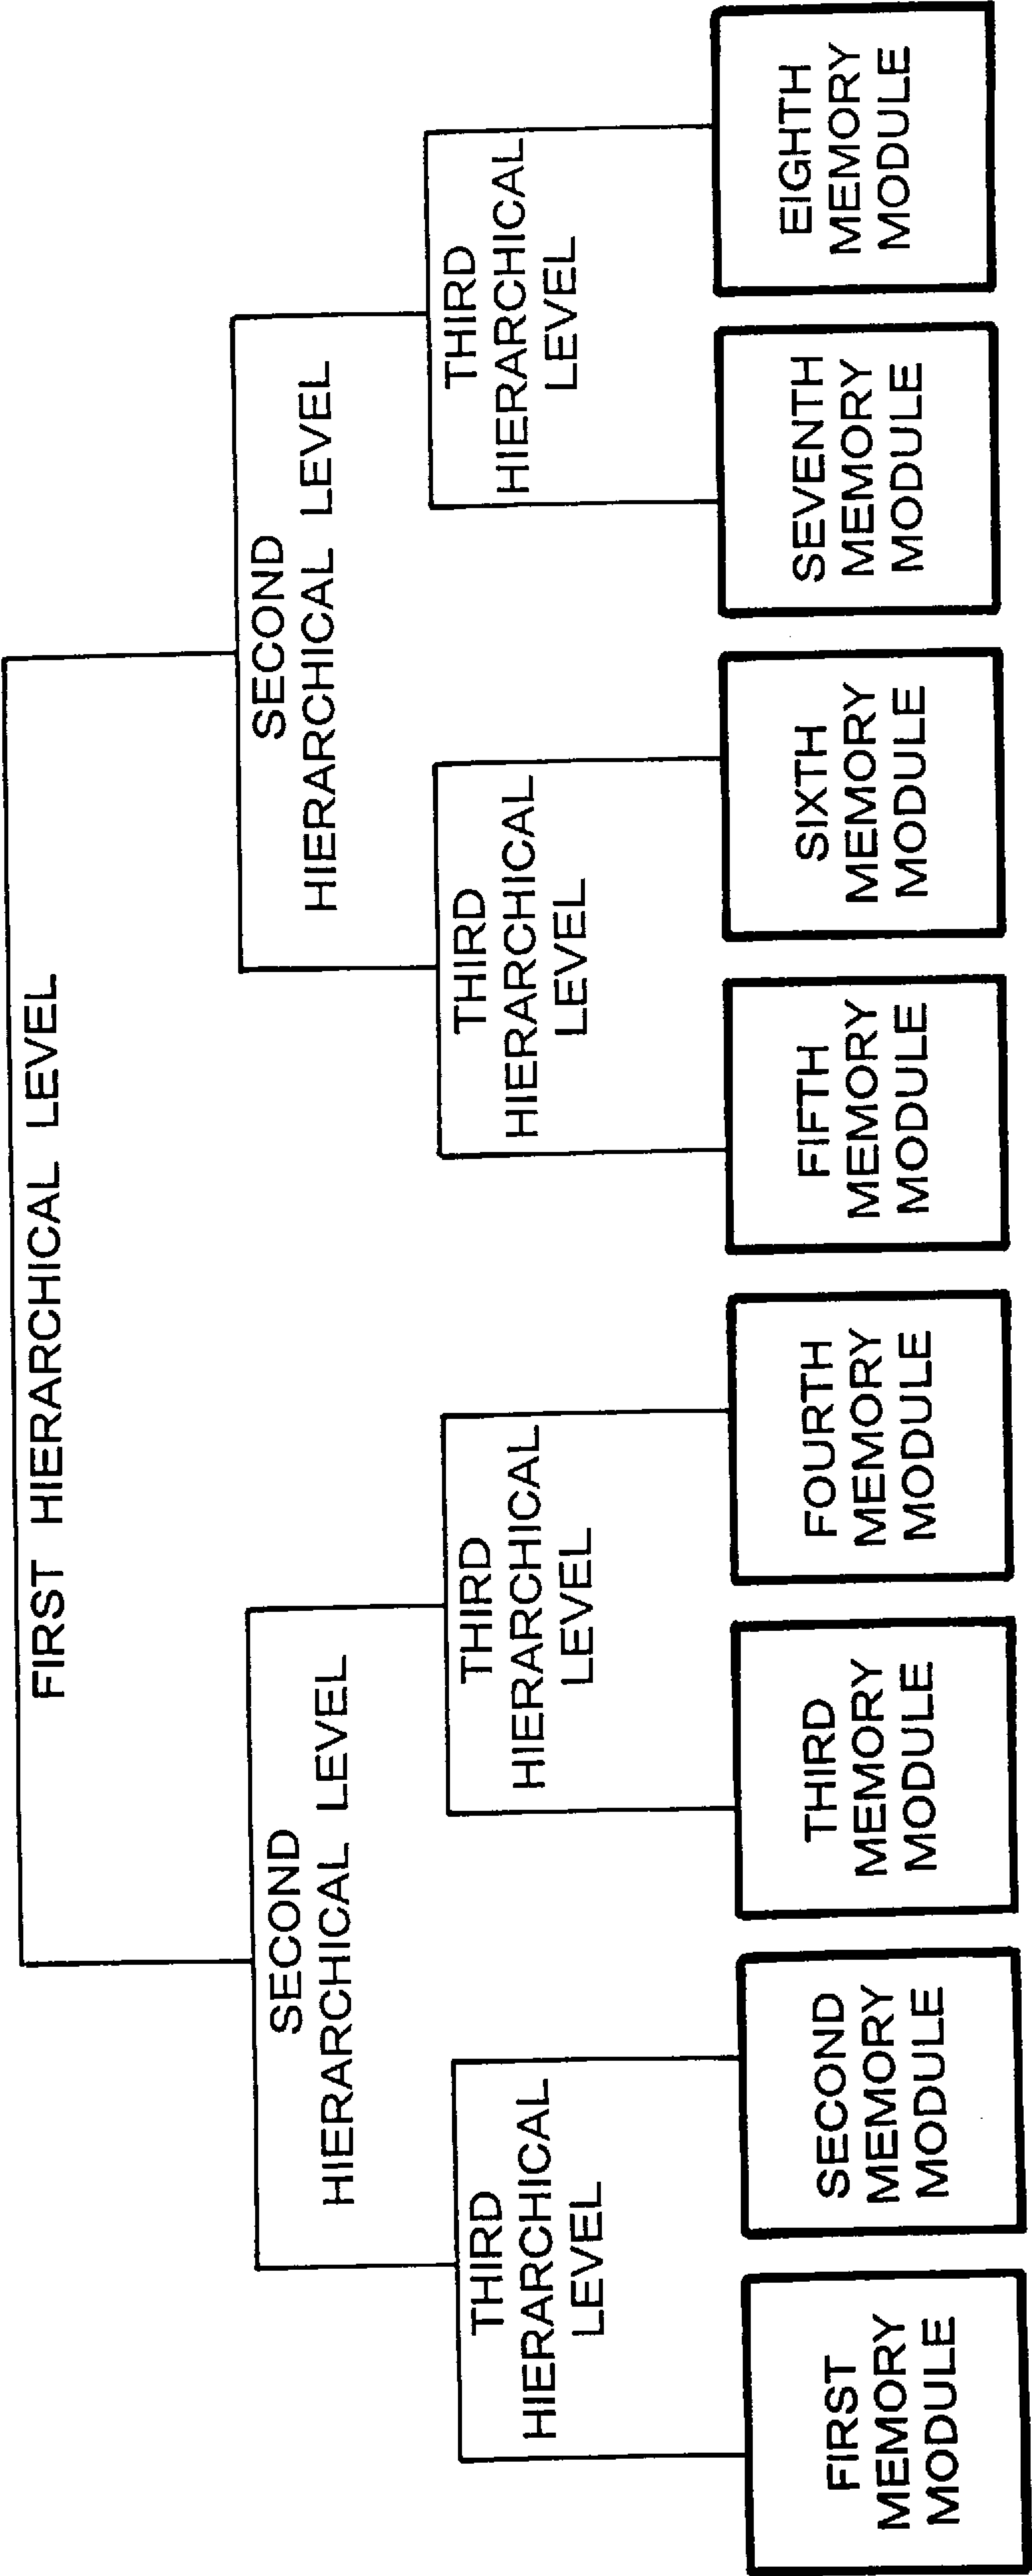 FIRST HIERARCHICAL LEVEL
SECOND
HIERARCHICAL LEVEL
SECOND
HIERARCHICAL LEVEL
THIRD
HIERARCHICAL
LEVEL
THIRD
HIERARCHICAL
LEVEL
THIRD
HIERARCHICAL
LEVEL
THIRD
HIERARCHICAL
LEVEL
FIRST
MEMORY
MODULE
SECOND
MEMORY
MODULE
THIRD
MEMORY
MODULE
FOURTH
MEMORY
MODULE
FIFTH
MEMORY
MODULE
SIXTH
MEMORY
MODULE
SEVENTH
MEMORY
MODULE
EIGHTH
MEMORY
MODULE